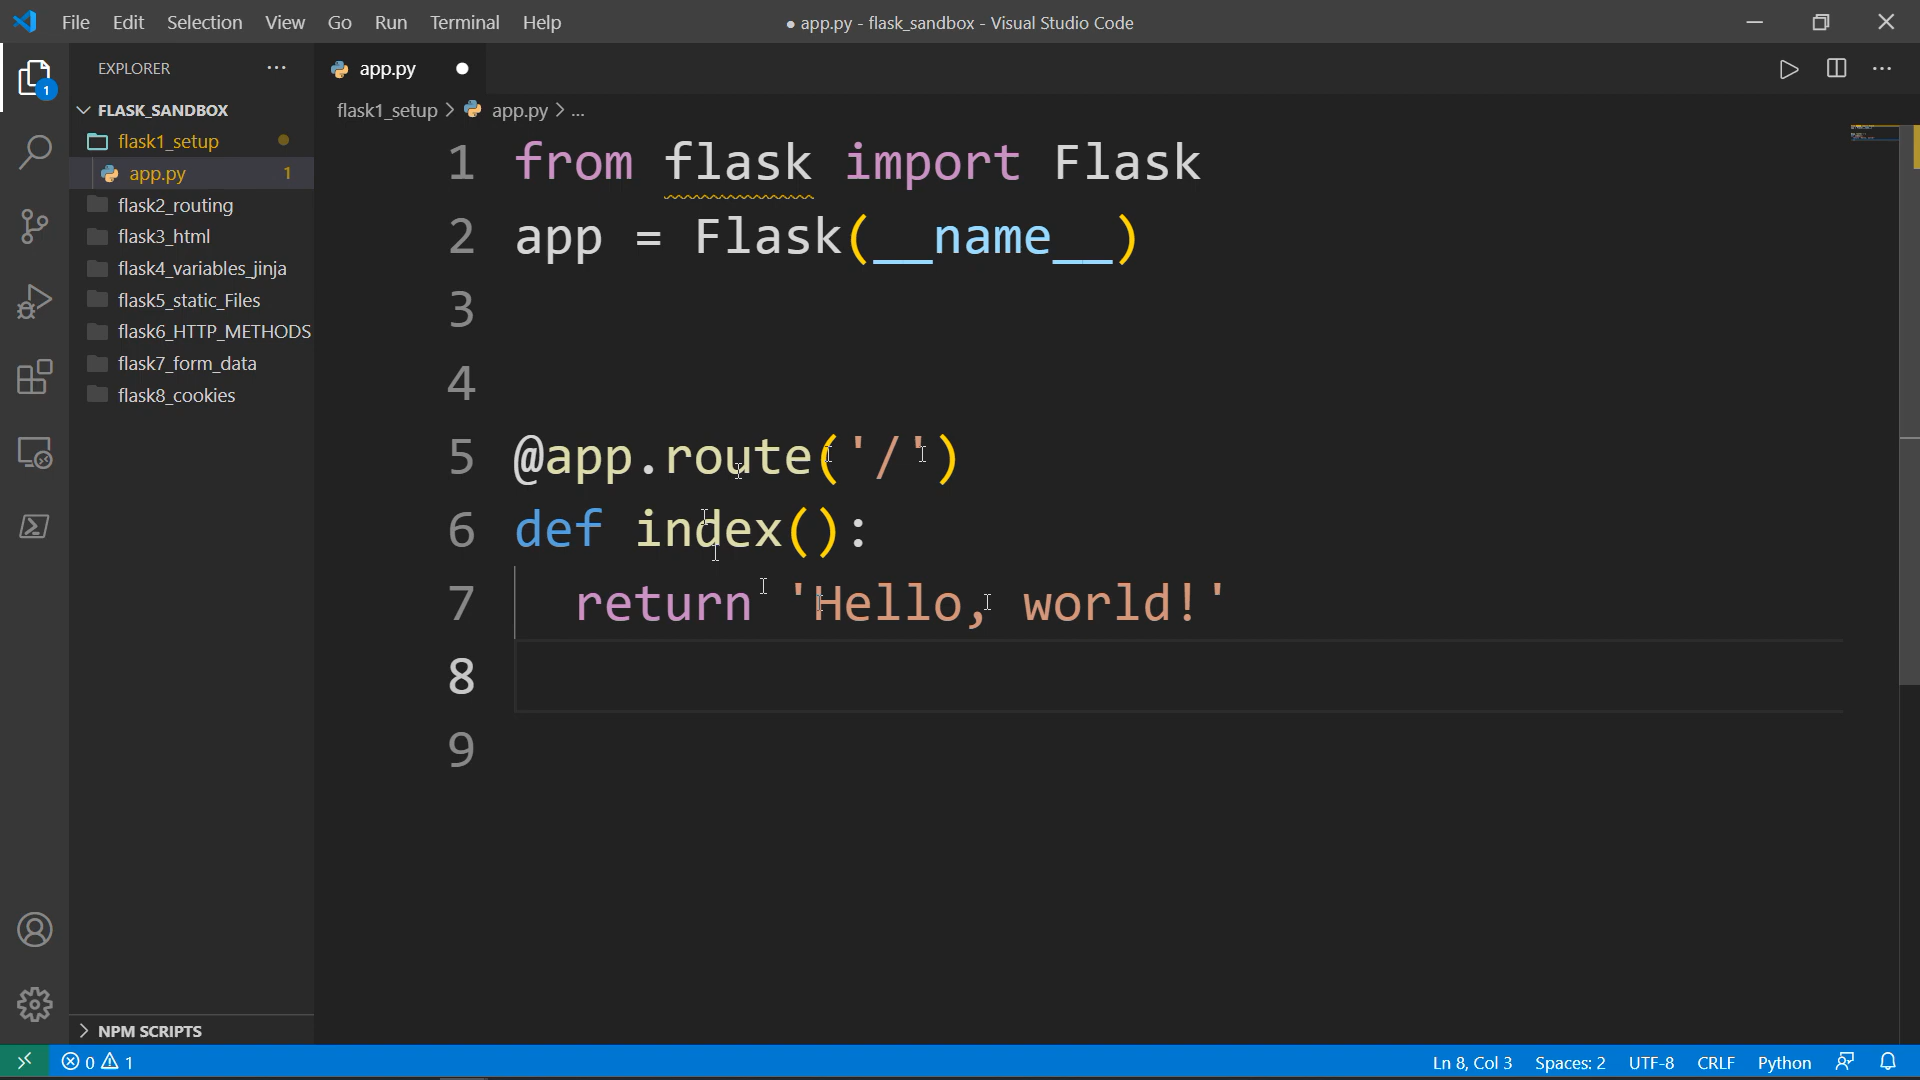 File Edit Selection View Go Run Terminal Help
● app.py - flask_sandbox - Visual Studio Code
EXPLORER ···
1
FLASK_SANDBOX
flask1_setup
app.py 1
flask2_routing
flask3_html
flask4_variables_jinja
flask5_static_Files
flask6_HTTP_METHODS
flask7_form_data
flask8_cookies
NPM SCRIPTS
app.py ●
flask1_setup > app.py > ...
1 from flask import Flask
2 app = Flask(__name__)
3
4
5 @app.route('/')
6 def index():
7 return 'Hello, world!'
8
9
0 1
Ln 8, Col 3 Spaces: 2 UTF-8 CRLF Python